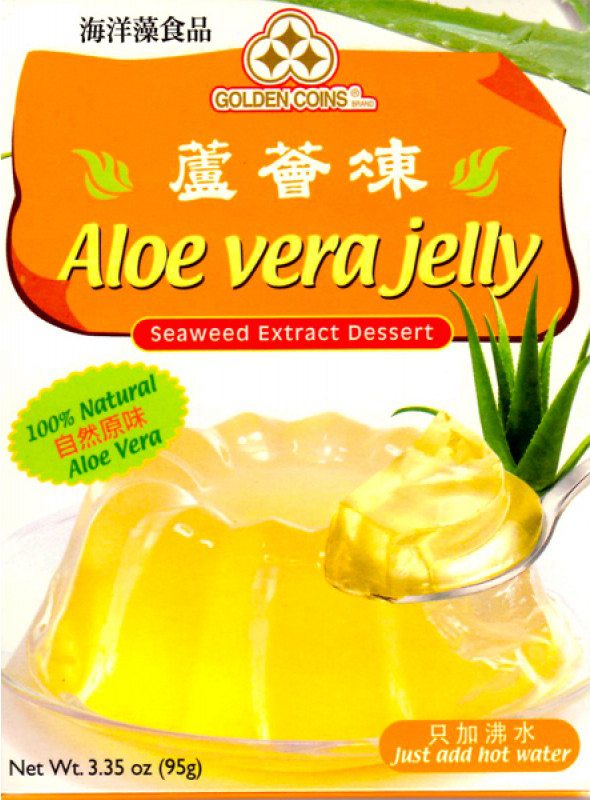 海洋藻食品
GOLDEN COINS® BRAND
蘆薈凍
Aloe vera jelly
Seaweed Extract Dessert
100% Natural
自然原味
Aloe Vera
只加沸水
Just add hot water
Net Wt. 3.35 oz (95g)